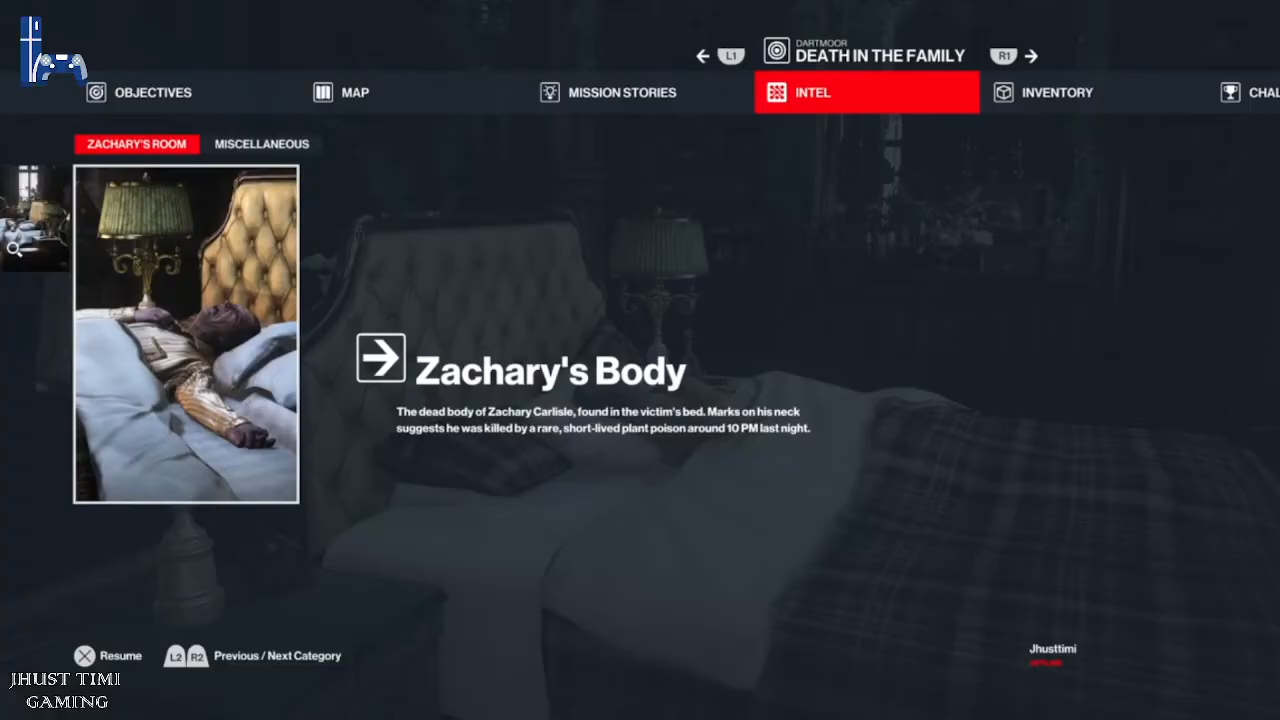 DARTMOOR
L1 DEATH IN THE FAMILY R1
OBJECTIVES MAP MISSION STORIES INTEL INVENTORY CHAL
ZACHARY'S ROOM MISCELLANEOUS
Zachary's Body
The dead body of Zachary Carlisle, found in the victim's bed. Marks on his neck
suggests he was killed by a rare, short-lived plant poison around 10 PM last night.
Resume L2 R2 Previous / Next Category
Jhusttimi
OFFLINE
JHUST TIMI
GAMING